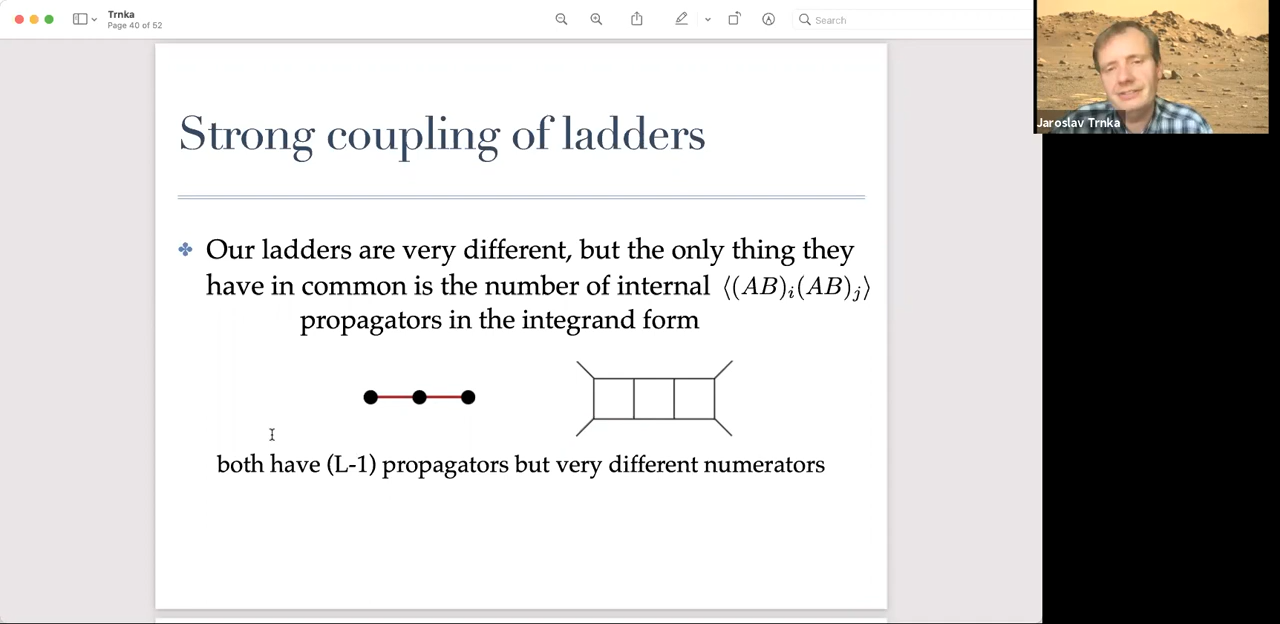 Trnka
Page 40 of 52
Search
Jaroslav Trnka
Strong coupling of ladders
Our ladders are very different, but the only thing they
have in common is the number of internal ⟨(AB)ᵢ(AB)ⱼ⟩
propagators in the integrand form
both have (L-1) propagators but very different numerators